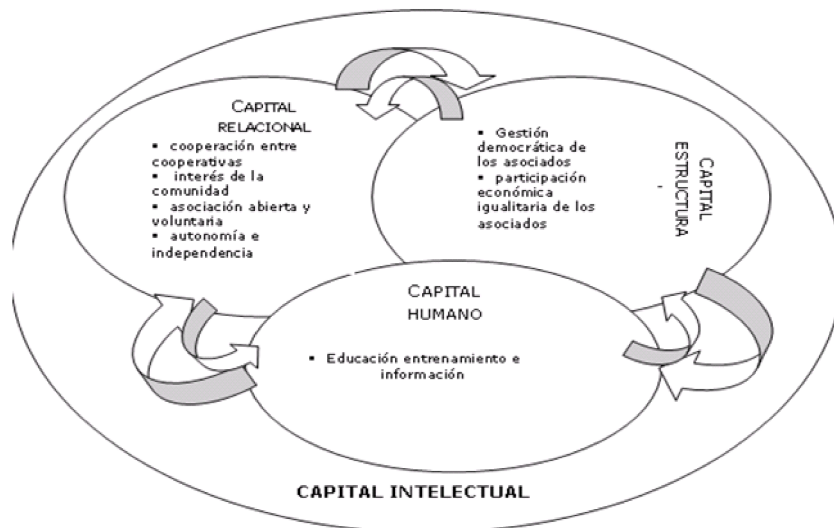 CAPITAL
RELACIONAL
▪ cooperación entre
cooperativas
▪ interés de la
comunidad
▪ asociación abierta y
voluntaria
▪ autonomía e
independencia
▪ Gestión
democrática de
los asociados
▪ participación
económica
igualitaria de los
asociados
CAPITAL
ESTRUCTURA
CAPITAL
HUMANO
▪ Educación entrenamiento e
información
CAPITAL INTELECTUAL